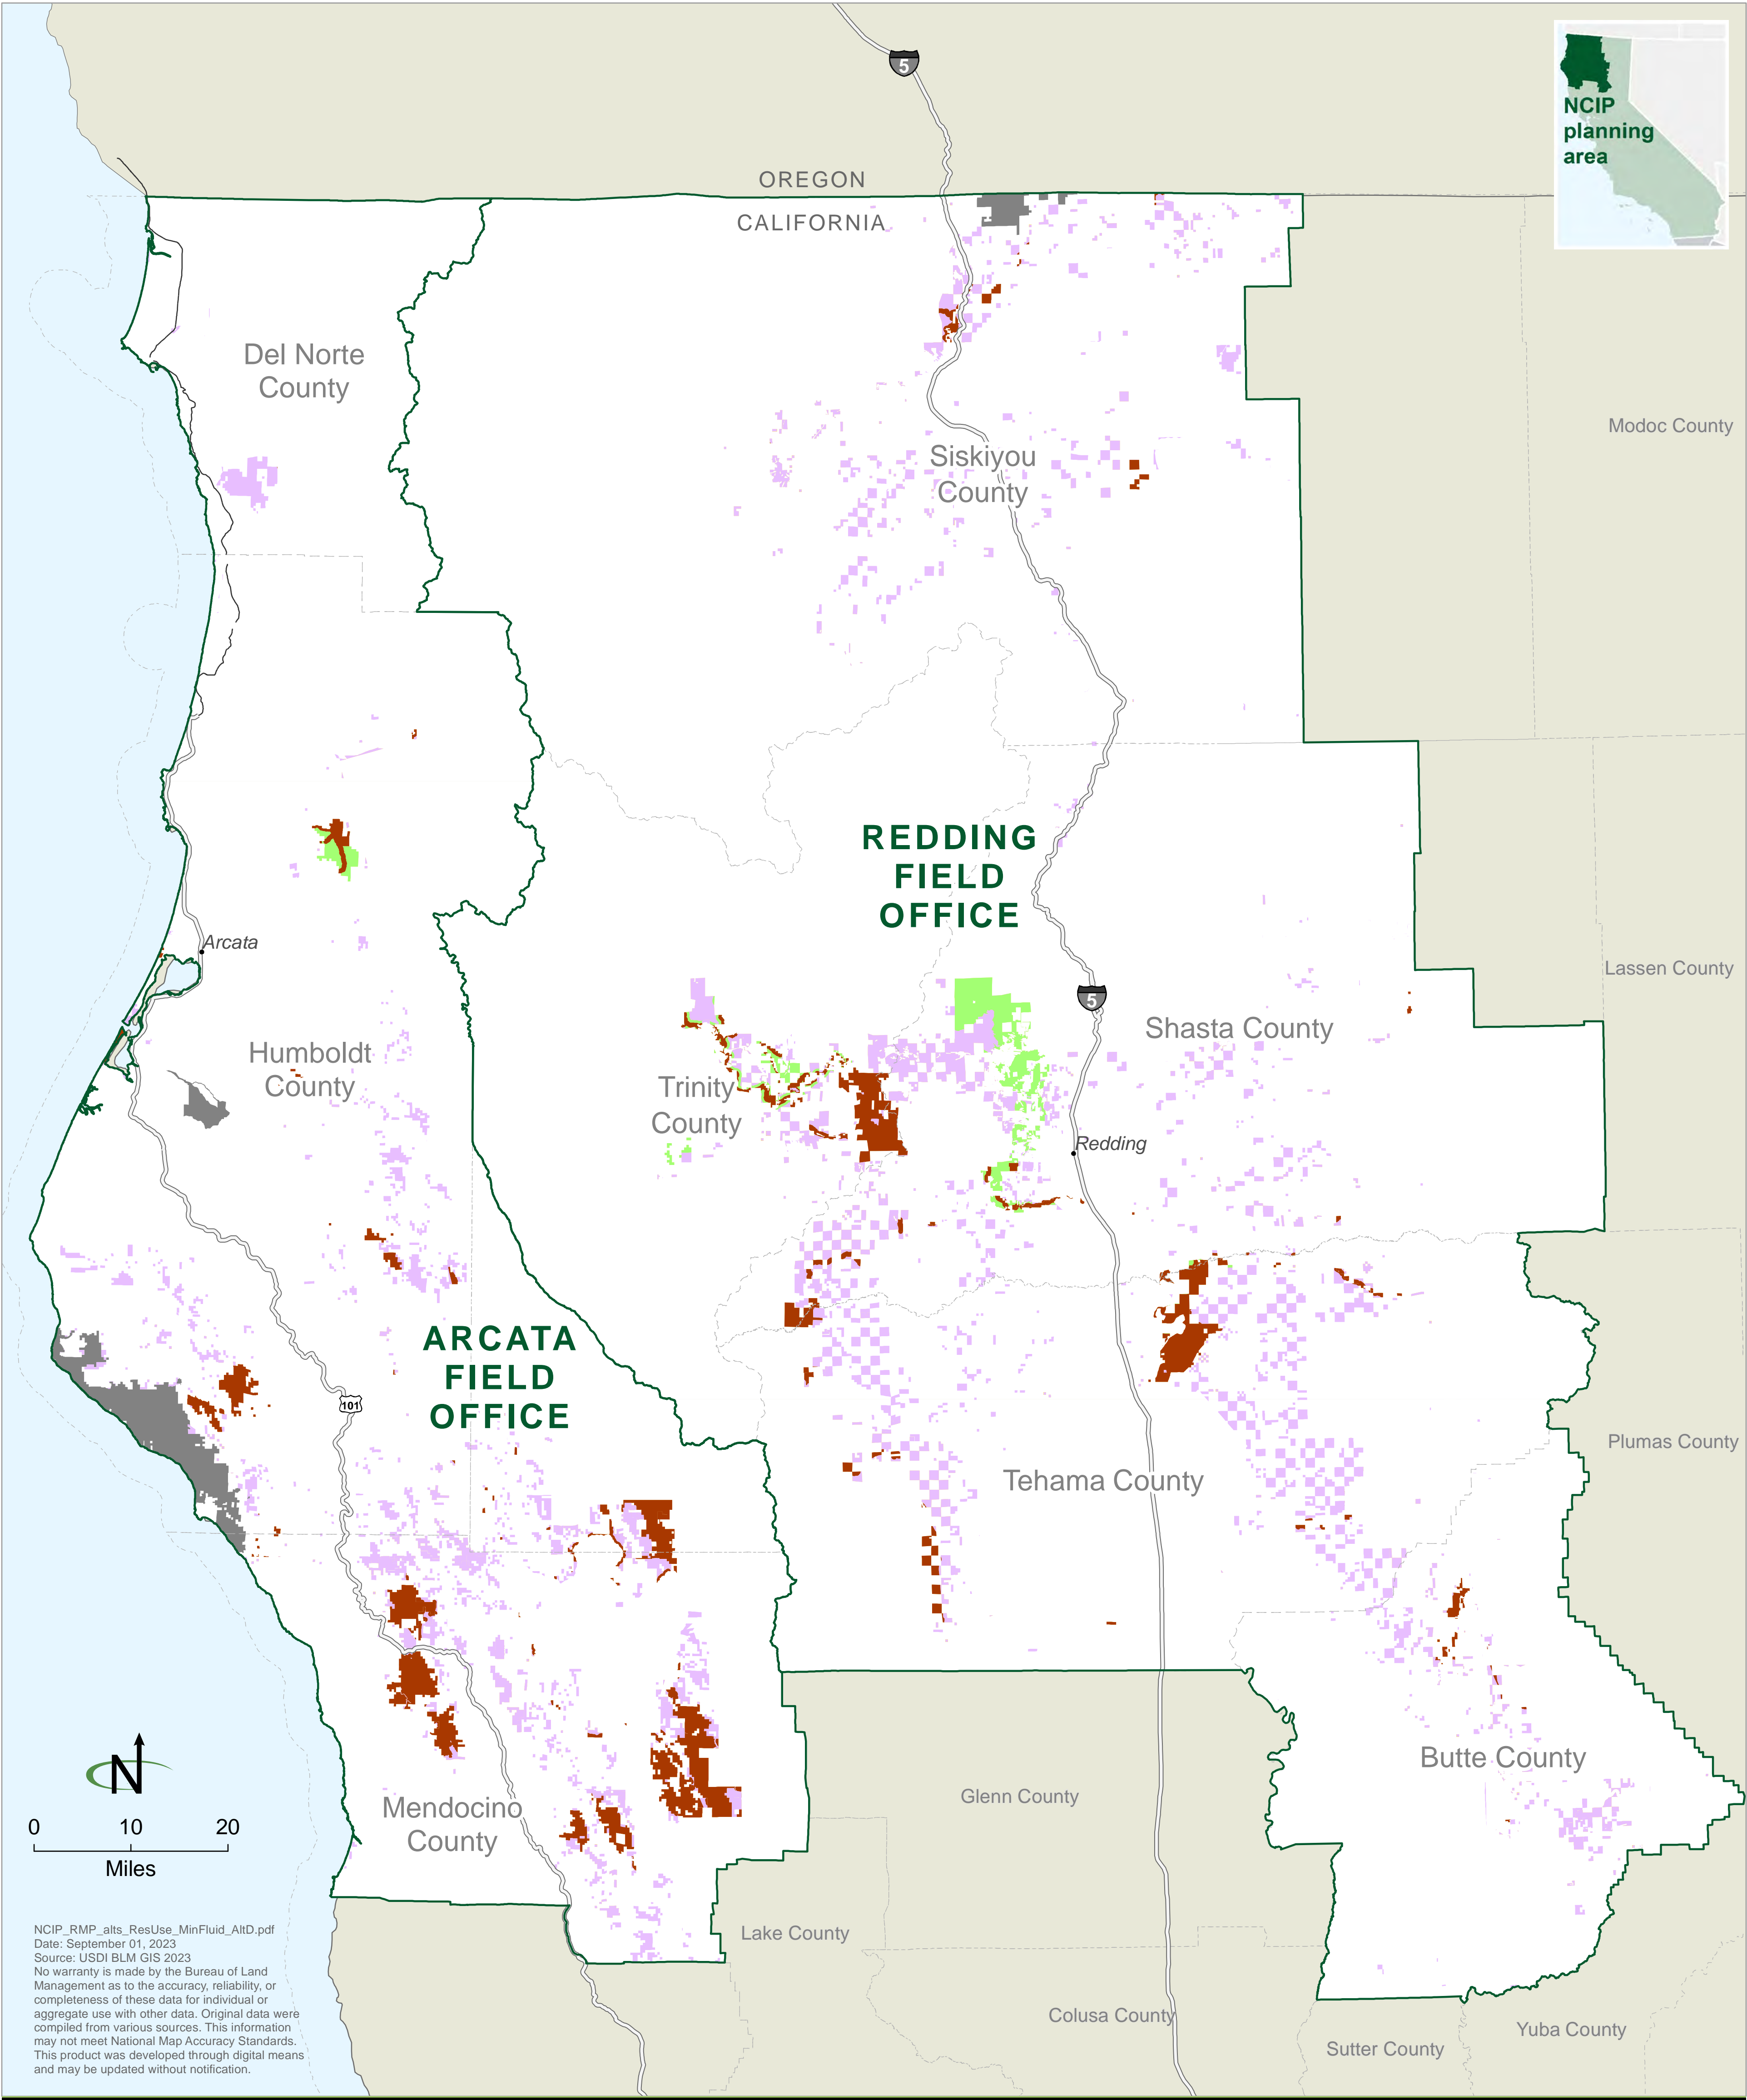 5
NCIP
planning
area
OREGON
CALIFORNIA
Del Norte
County
Modoc County
Siskiyou
County
REDDING
FIELD
OFFICE
Arcata
Lassen County
5
Shasta County
Humboldt
County
Trinity
County
Redding
ARCATA
FIELD
OFFICE
101
Plumas County
Tehama County
Butte County
N
Glenn County
Mendocino
County
0 10 20
Miles
Lake County
NCIP_RMP_alts_ResUse_MinFluid_AltD.pdf
Date: September 01, 2023
Source: USDI BLM GIS 2023
No warranty is made by the Bureau of Land
Management as to the accuracy, reliability, or
completeness of these data for individual or
aggregate use with other data. Original data were
compiled from various sources. This information
may not meet National Map Accuracy Standards.
This product was developed through digital means
and may be updated without notification.
Colusa County
Yuba County
Sutter County